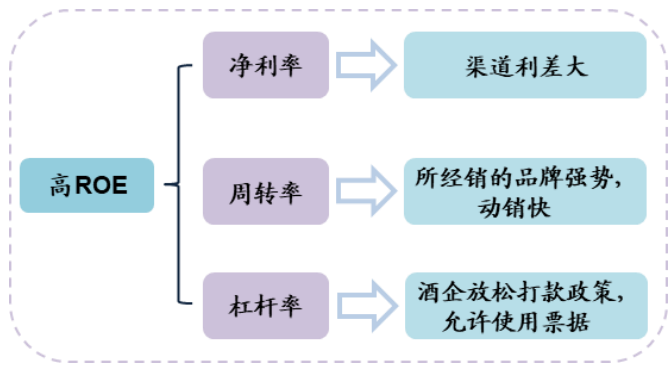 净利率
渠道利差大
高ROE
周转率
所经销的品牌强势，
动销快
杠杆率
酒企放松打款政策，
允许使用票据